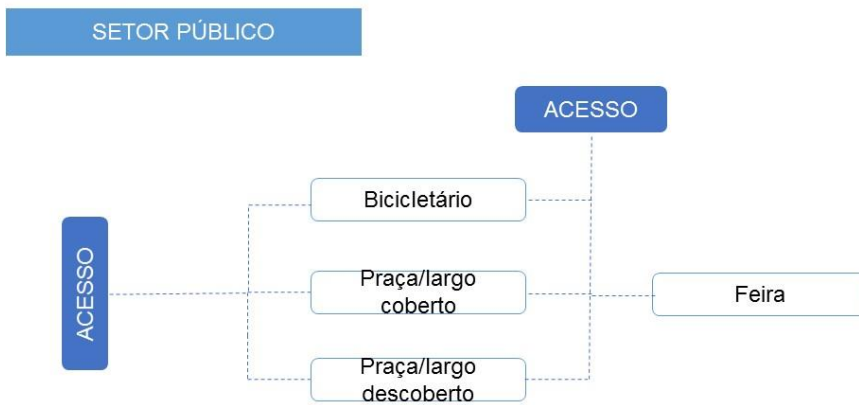 SETOR PÚBLICO
ACESSO
Bicicletário
ACESSO
Praça/largo
coberto
Feira
Praça/largo
descoberto